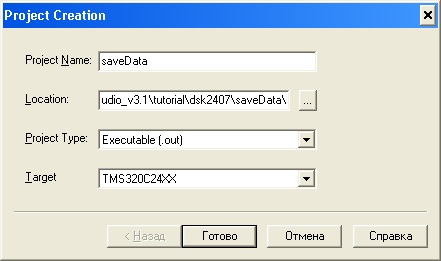 Project Creation
Project Name: saveData
Location: udio_v3.1\tutorial\dsk2407\saveData\ ...
Project Type: Executable (.out)
Target TMS320C24XX
< Назад Готово Отмена Справка